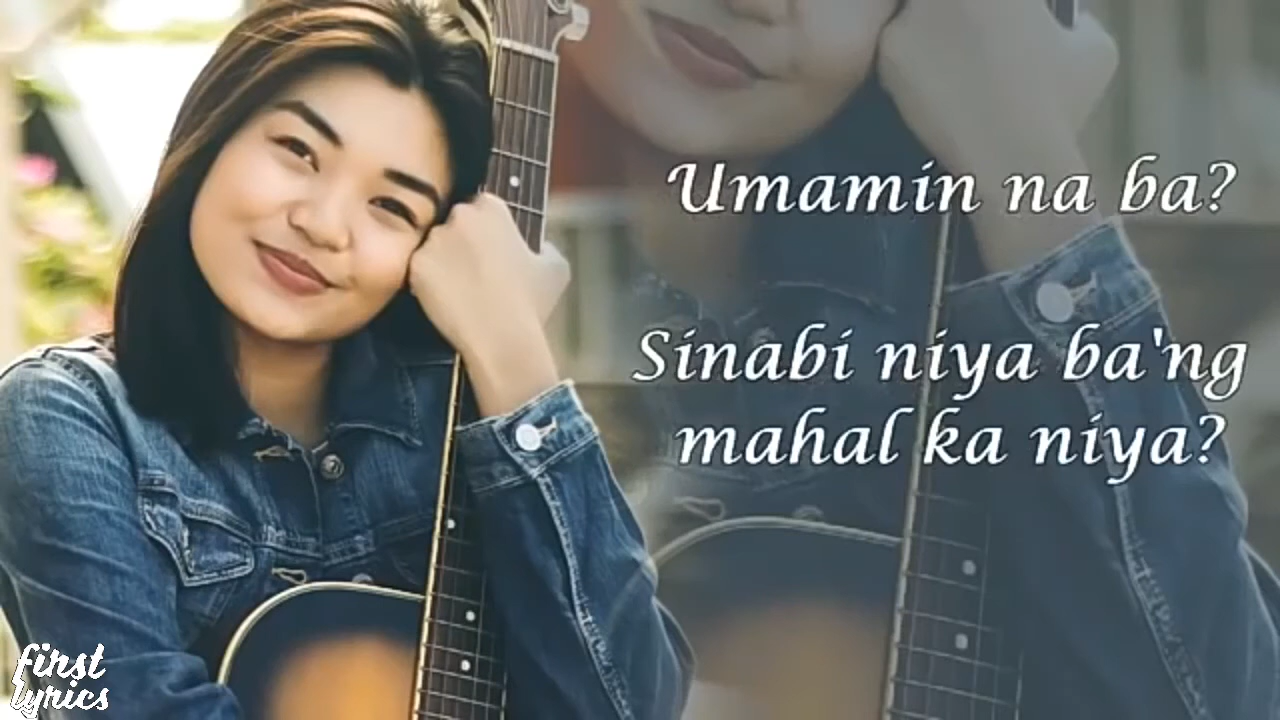 Umamin na ba?
Sinabi niya ba'ng
mahal ka niya?
first
lyrics